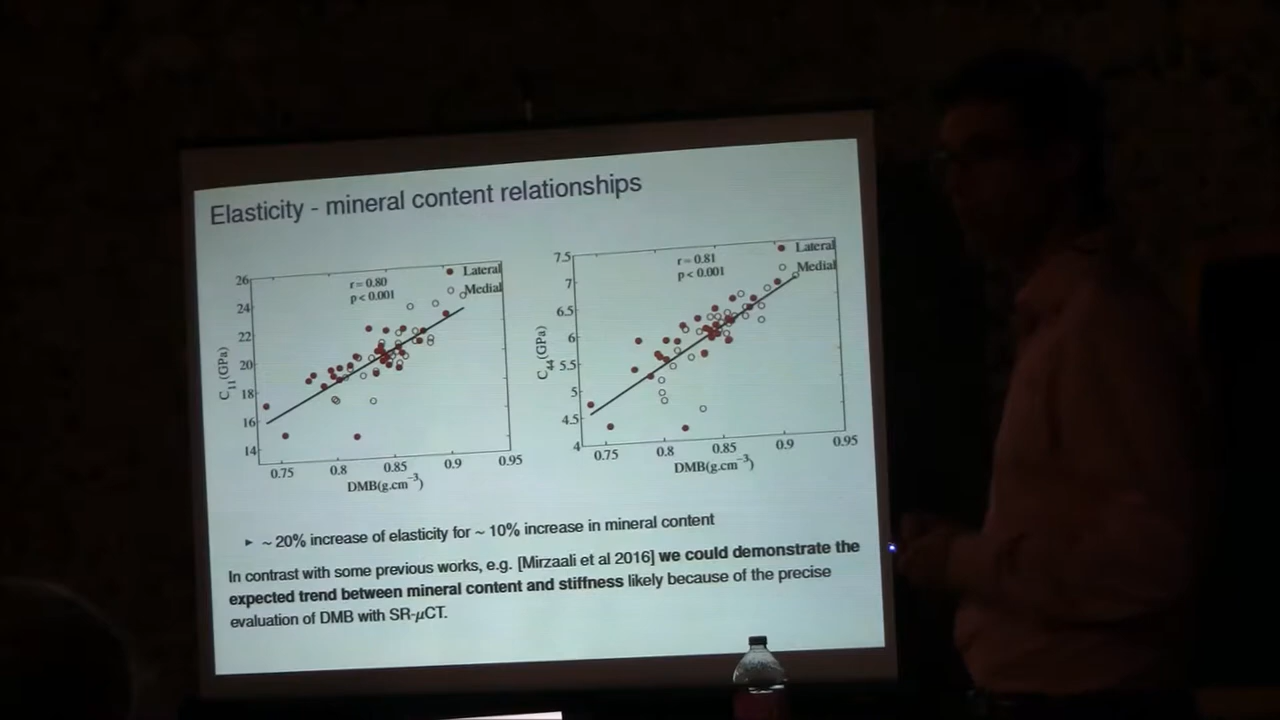 Elasticity - mineral content relationships
26
24
22
20
18
16
14
C11(GPa)
r = 0.80
p < 0.001
Lateral
Medial
0.75
0.8
0.85
0.9
0.95
DMB(g.cm−3)
7.5
7
6.5
6
5.5
5
4.5
4
C44(GPa)
r = 0.81
p < 0.001
Lateral
Medial
0.75
0.8
0.85
0.9
0.95
DMB(g.cm−3)
► ~ 20% increase of elasticity for ~ 10% increase in mineral content
In contrast with some previous works, e.g. [Mirzaali et al 2016] we could demonstrate the
expected trend between mineral content and stiffness likely because of the precise
evaluation of DMB with SR-μCT.